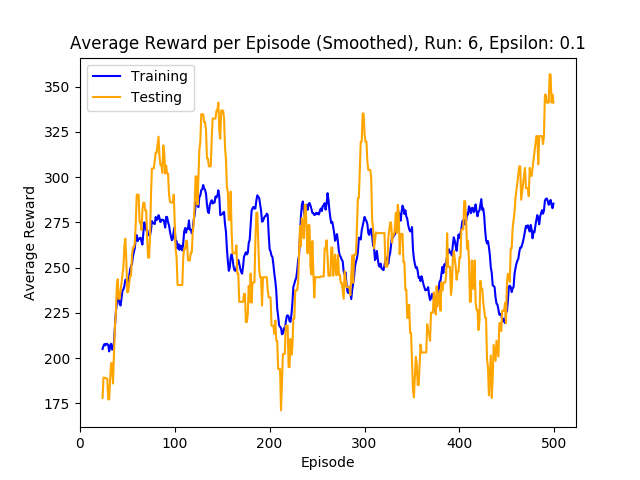 Average Reward per Episode (Smoothed), Run: 6, Epsilon: 0.1
Training
Testing
350
325
300
275
250
225
200
175
Average Reward
0 100 200 300 400 500
Episode